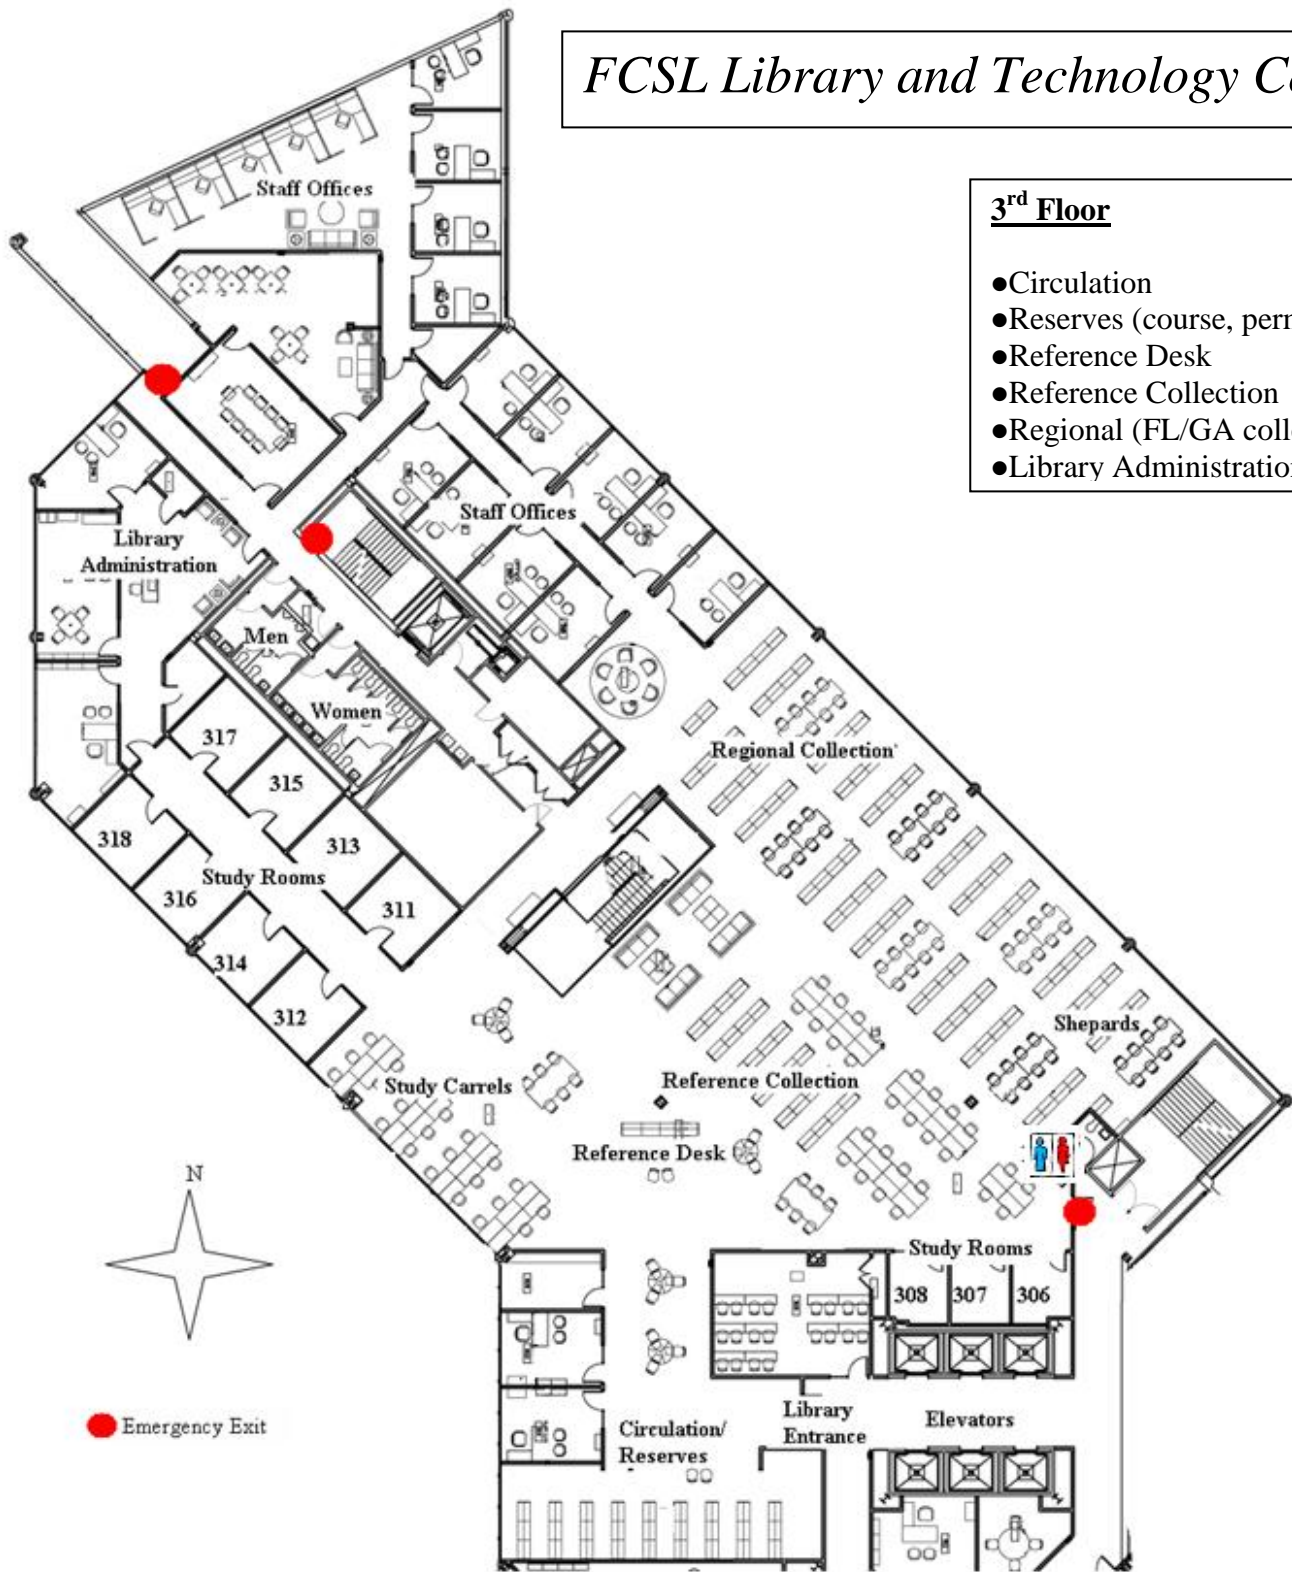 FCSL Library and Technology C
3rd Floor
●Circulation
●Reserves (course, per
●Reference Desk
●Reference Collection
●Regional (FL/GA coll
●Library Administration
Staff Offices
Staff Offices
Library
Administration
Men
Women
317
315
313
311
318
316
314
312
Study Rooms
Regional Collection
Shepards
Study Carrels
Reference Collection
Reference Desk
Study Rooms
308
307
306
N
Emergency Exit
Circulation/
Reserves
Library
Entrance
Elevators